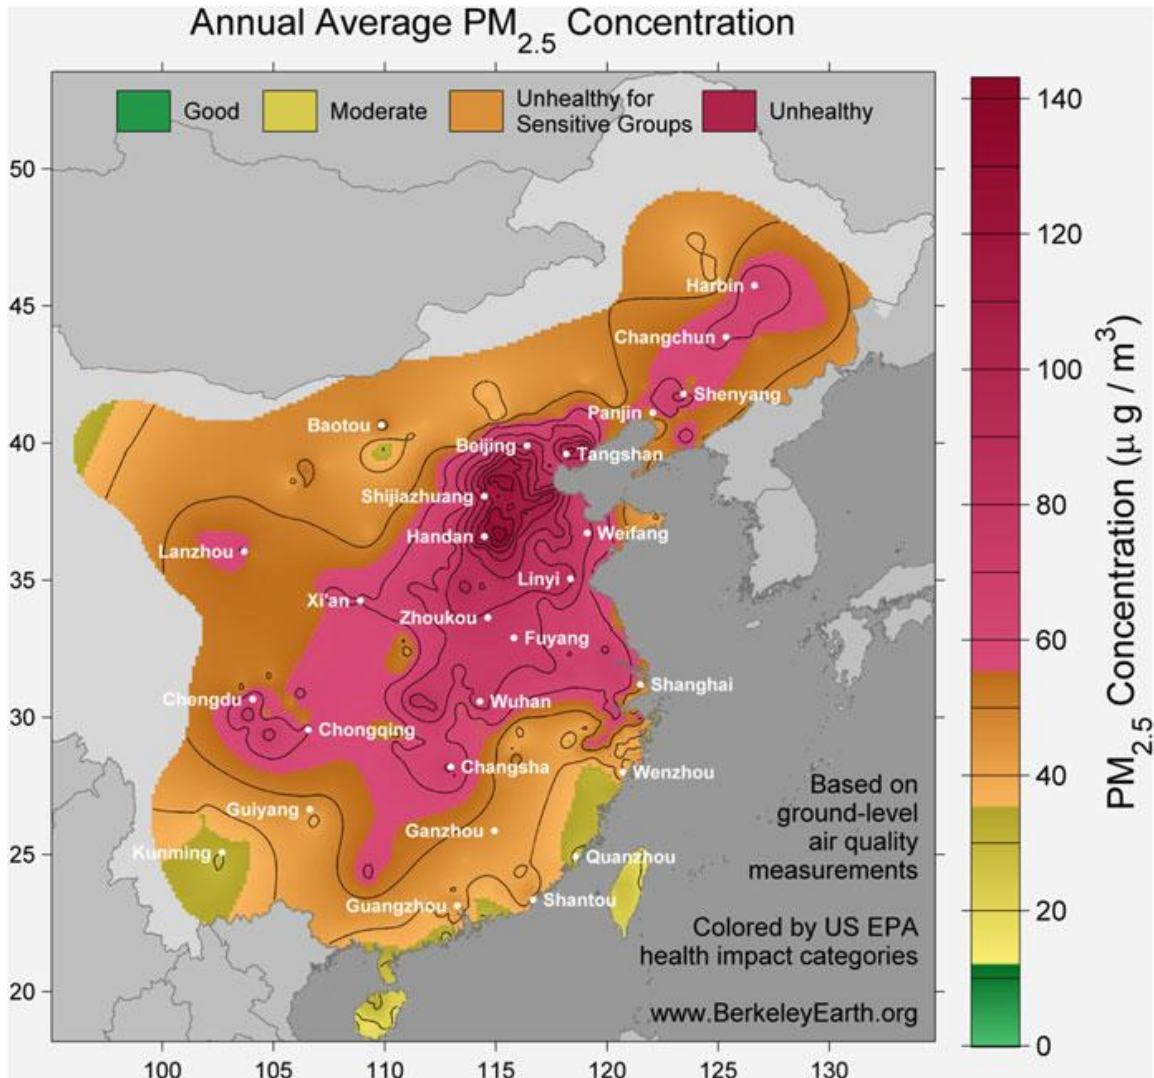 Annual Average PM2.5 Concentration
Good
Moderate
Unhealthy for
Sensitive Groups
Unhealthy
140
120
100
80
60
40
20
0
PM2.5 Concentration (μ g / m3)
50
45
40
35
30
25
20
Harbin
Changchun
Shenyang
Panjin
Baotou
Beijing
Tangshan
Shijiazhuang
Handan
Weifang
Lanzhou
Linyi
Xi'an
Zhoukou
Fuyang
Shanghai
Chengdu
Wuhan
Chongqing
Changsha
Wenzhou
Guiyang
Ganzhou
Kunming
Quanzhou
Guangzhou
Shantou
Based on
ground-level
air quality
measurements
Colored by US EPA
health impact categories
www.BerkeleyEarth.org
100
105
110
115
120
125
130